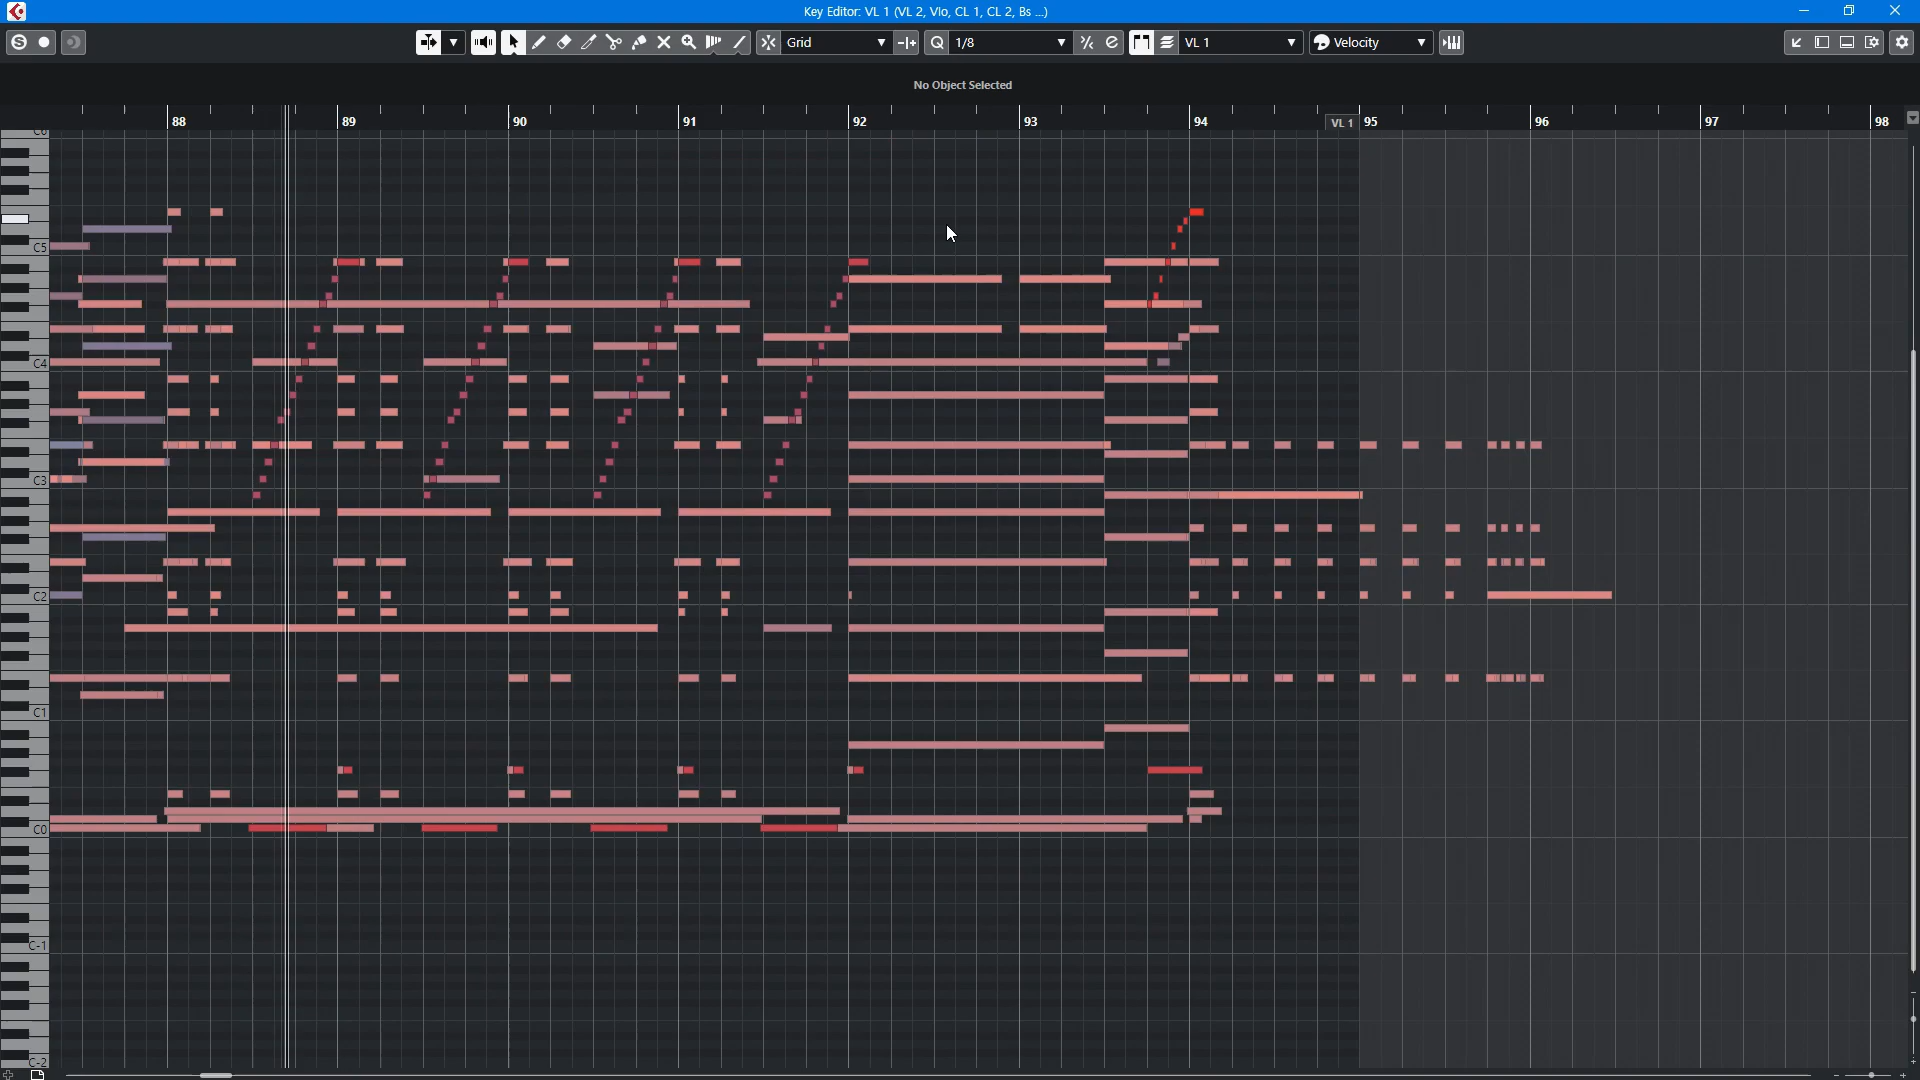 Key Editor: VL 1 (VL 2, Vlo, CL 1, CL 2, Bs ...)
S Grid Q 1/8 e VL 1 Velocity
No Object Selected
88 89 90 91 92 93 94 VL 1 95 96 97 98
C6
C5
C4
C3
C2
C1
C0
C-1
C-2